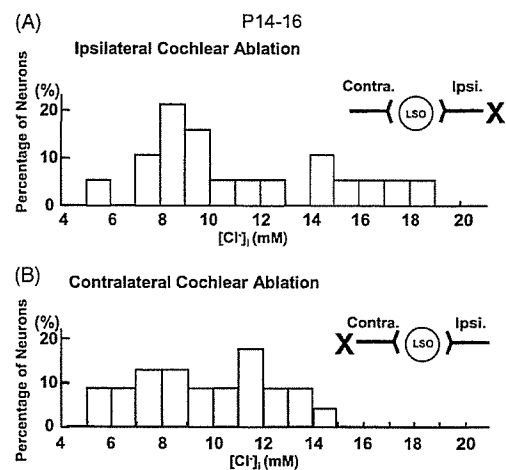 (A)
P14-16
Ipsilateral Cochlear Ablation
Percentage of Neurons
(%)
20
10
0
4 6 8 10 12 14 16 18 20
[Cl-]i (mM)
Contra. Ipsi.
LSO
X
(B)
Contralateral Cochlear Ablation
Percentage of Neurons
(%)
20
10
0
4 6 8 10 12 14 16 18 20
[Cl-]i (mM)
Contra. Ipsi.
X
LSO